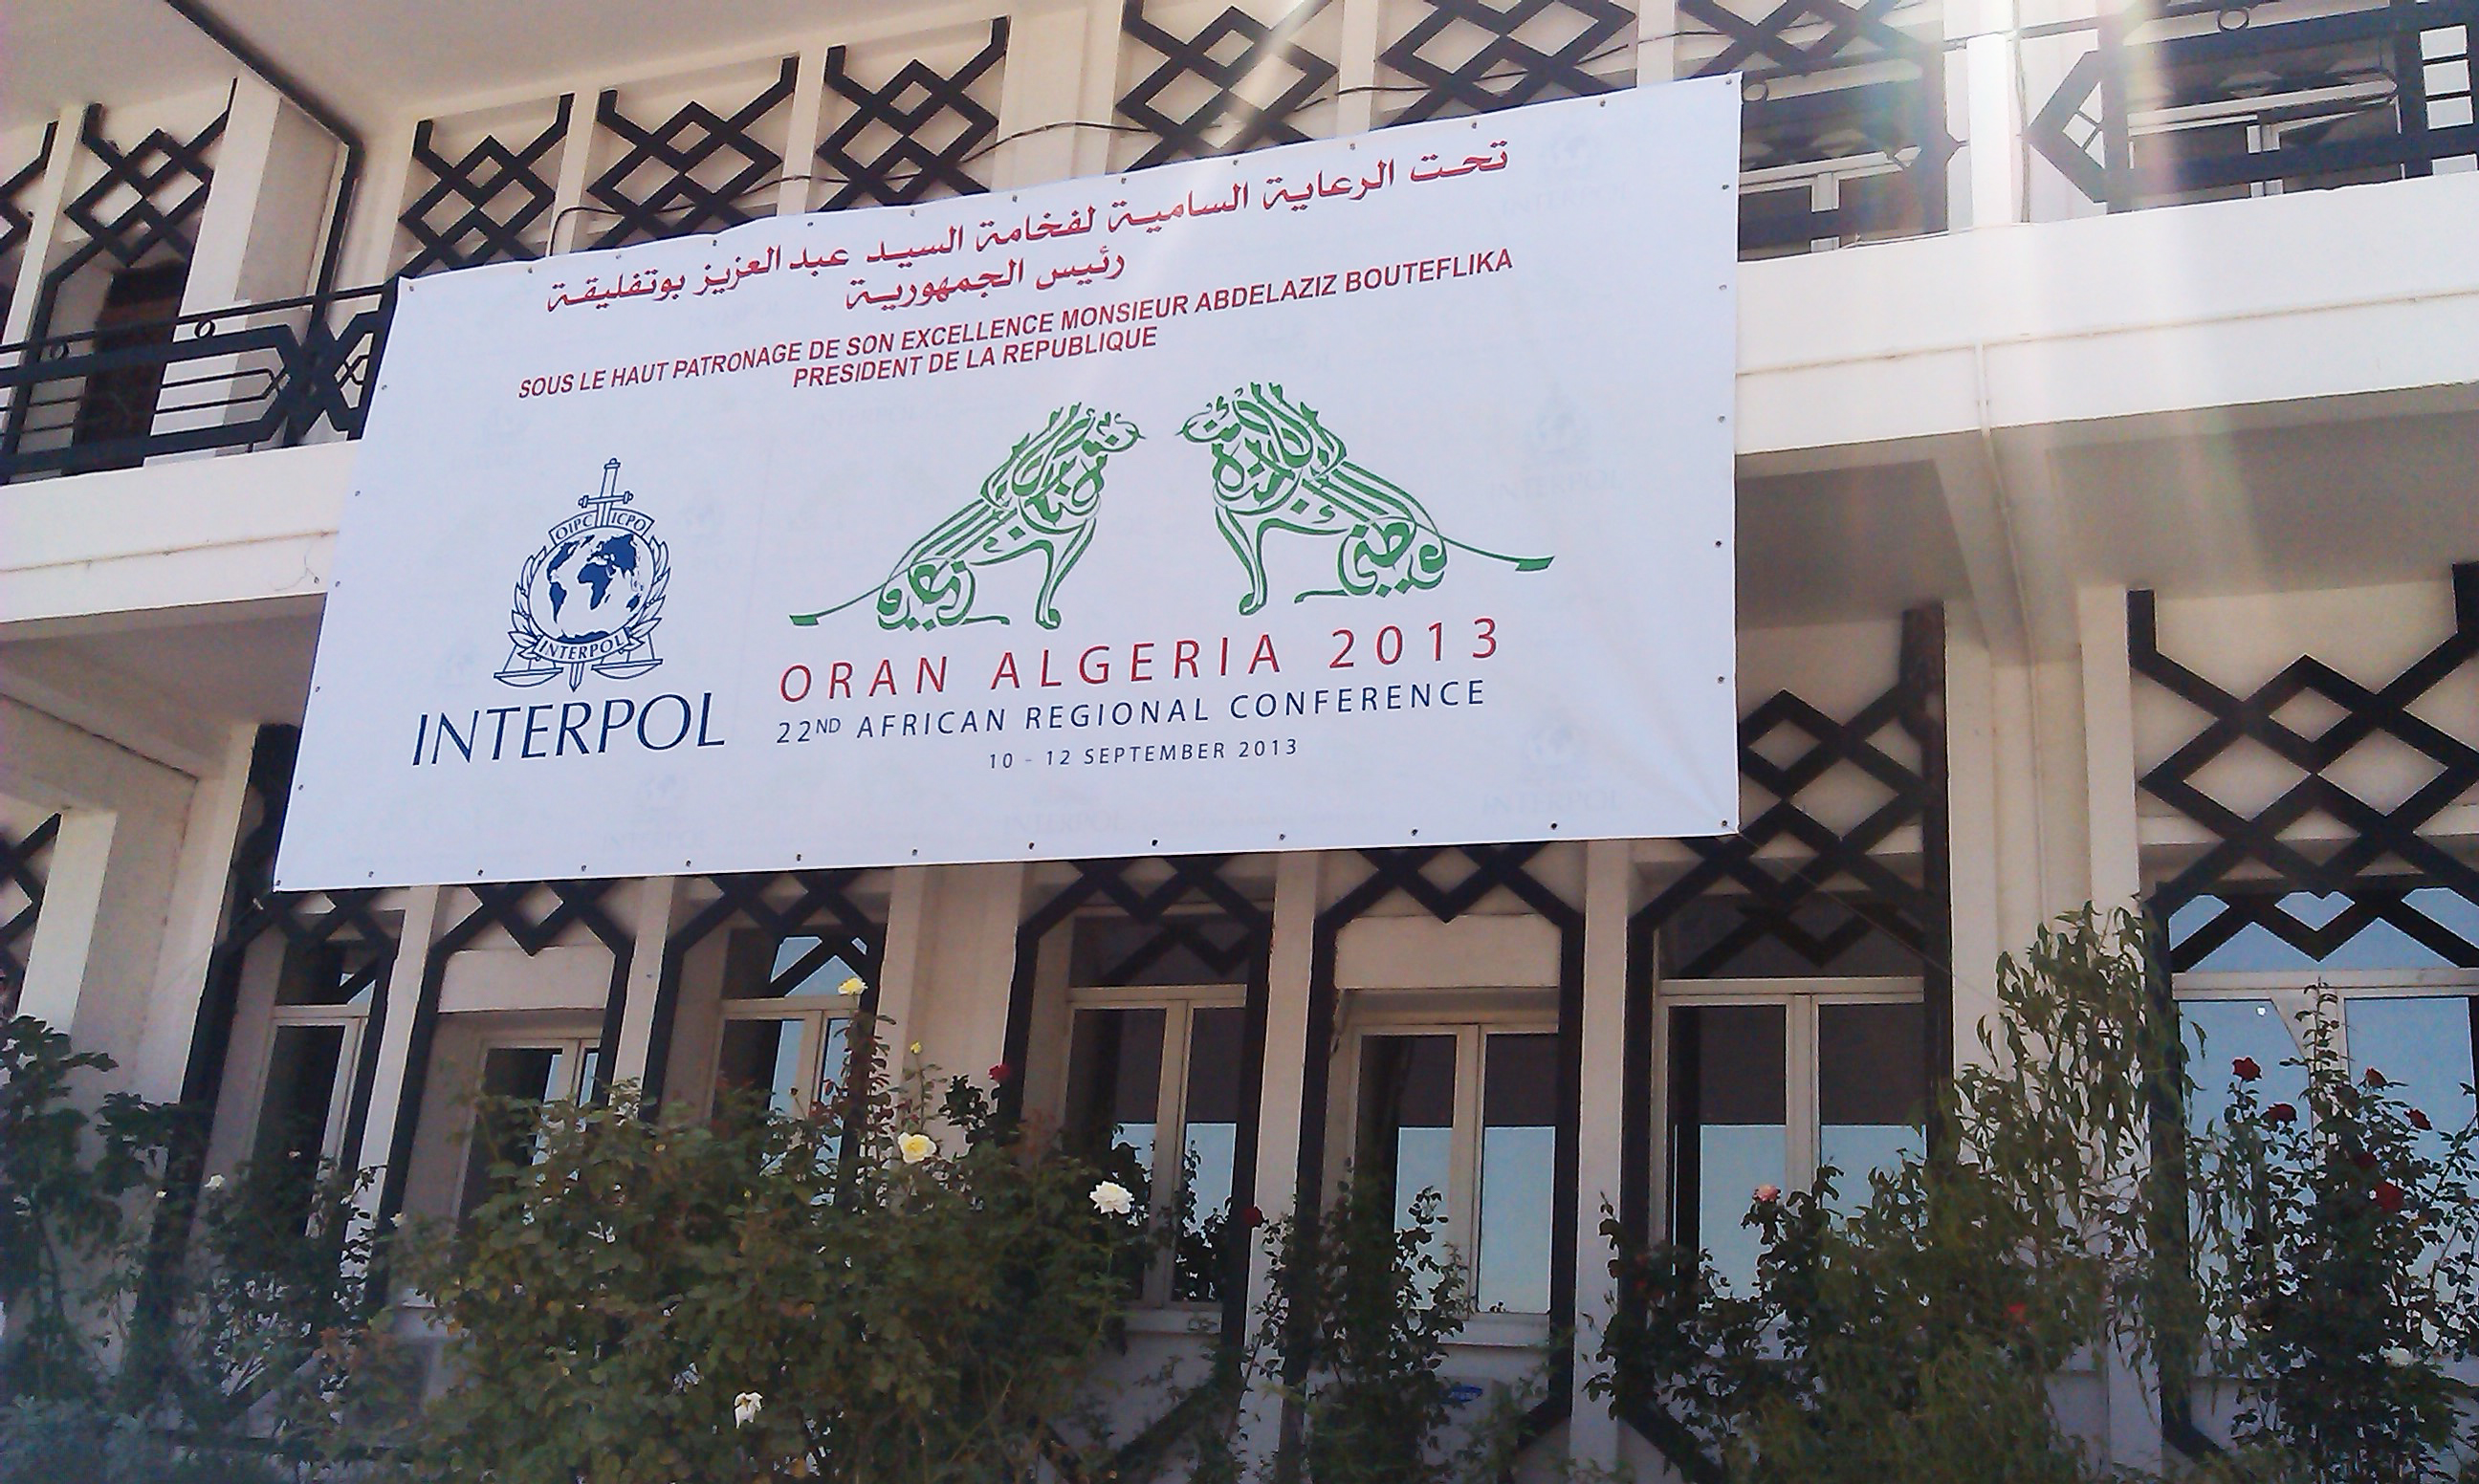 تحت الرعاية السامية لفخامة السيد عبد العزيز بوتفليقة
رئيس الجمهورية
SOUS LE HAUT PATRONAGE DE SON EXCELLENCE MONSIEUR ABDELAZIZ BOUTEFLIKA
PRESIDENT DE LA REPUBLIQUE
OIPC ICPO
INTERPOL
INTERPOL
ORAN ALGERIA 2013
22ND AFRICAN REGIONAL CONFERENCE
10 - 12 SEPTEMBER 2013